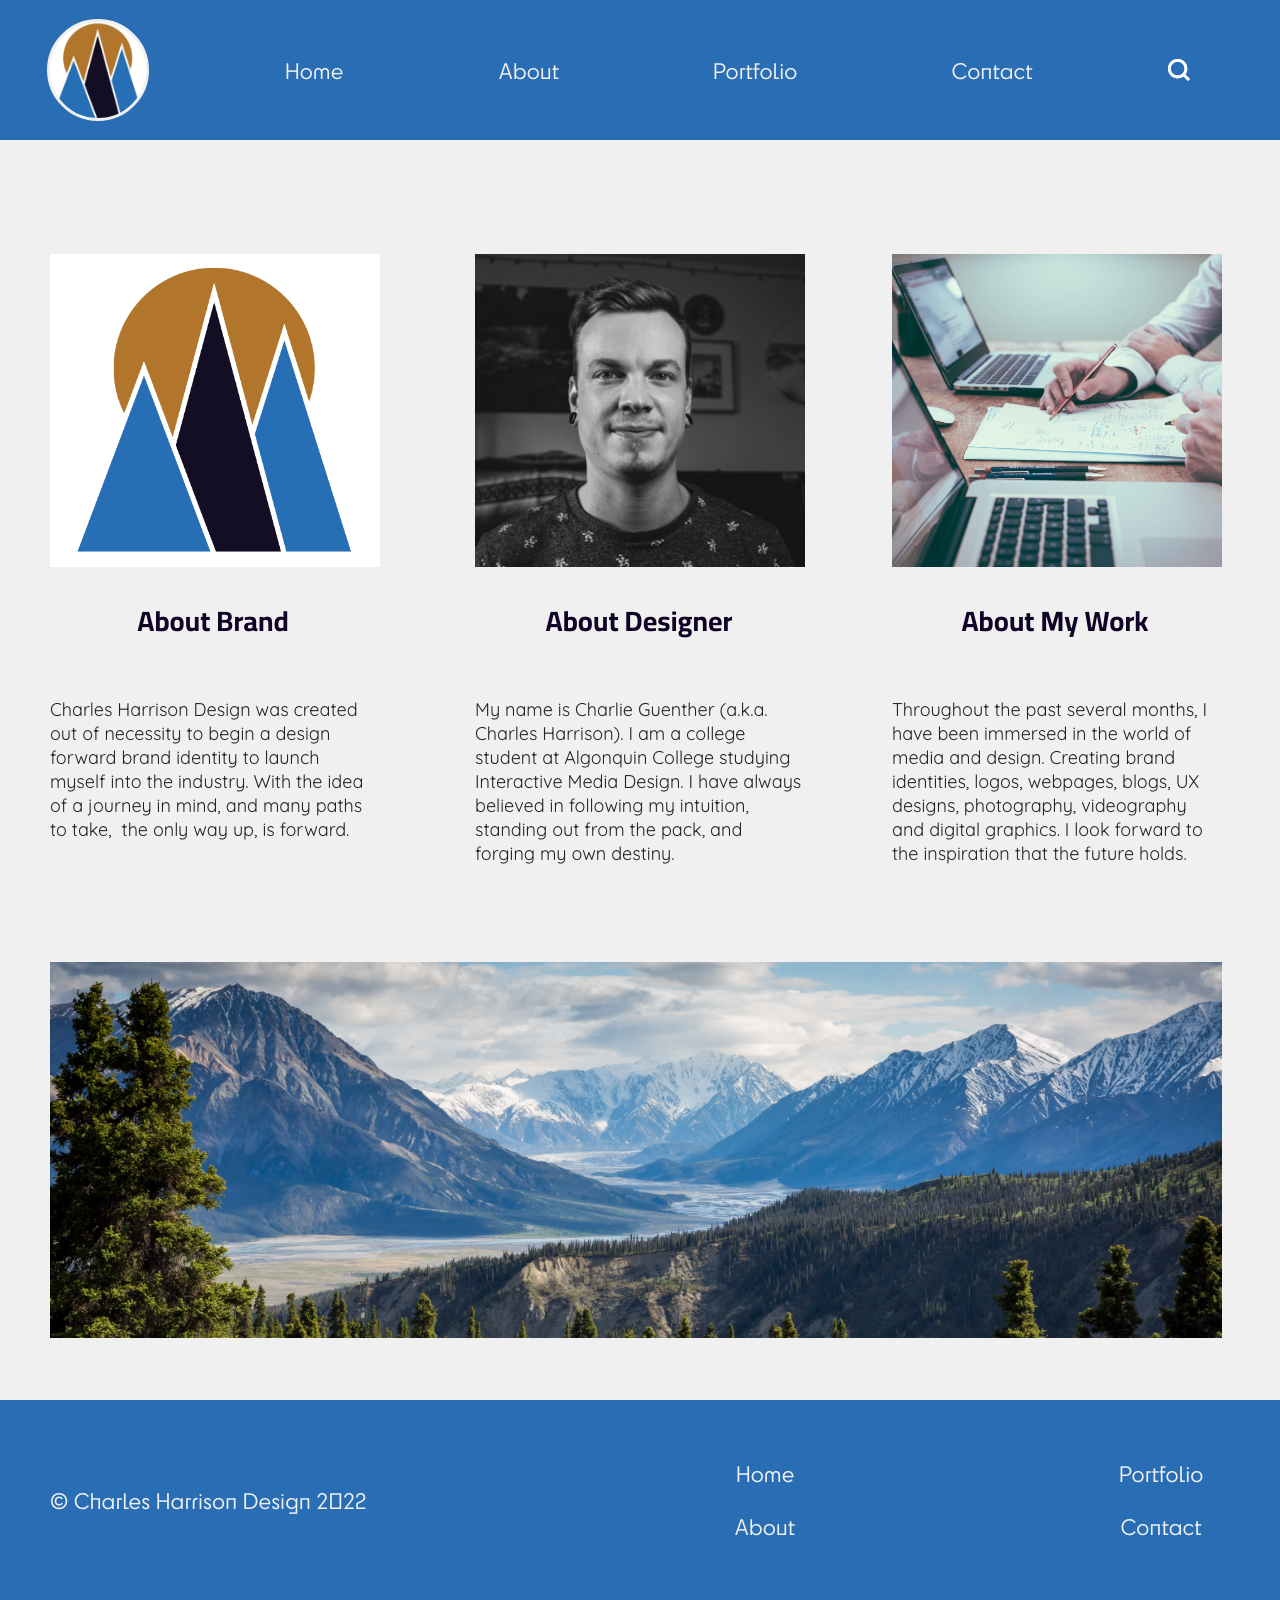 Home
About
Portfolio
Contact
About Brand
Charles Harrison Design was created
out of necessity to begin a design
forward brand identity to launch
myself into the industry. With the idea
of a journey in mind, and many paths
to take,  the only way up, is forward.
About Designer
My name is Charlie Guenther (a.k.a.
Charles Harrison). I am a college
student at Algonquin College studying
Interactive Media Design. I have always
believed in following my intuition,
standing out from the pack, and
forging my own destiny.
About My Work
Throughout the past several months, I
have been immersed in the world of
media and design. Creating brand
identities, logos, webpages, blogs, UX
designs, photography, videography
and digital graphics. I look forward to
the inspiration that the future holds.
© Charles Harrison Design 2▯22
Home
About
Portfolio
Contact